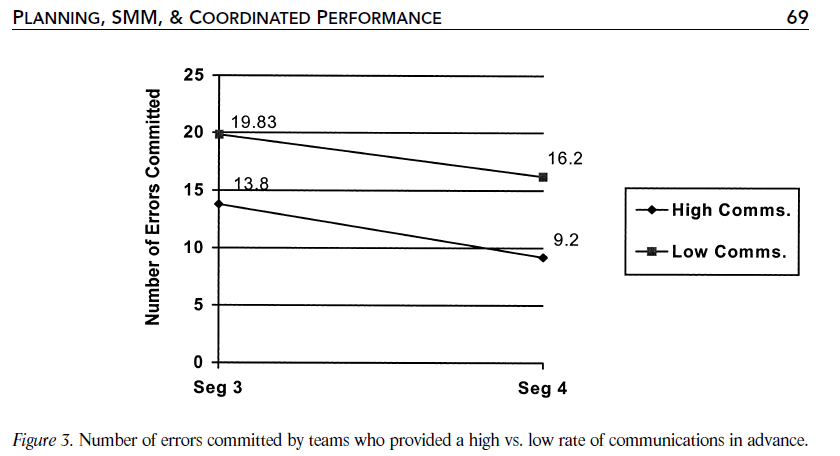 PLANNING, SMM, & COORDINATED PERFORMANCE 69
25
20
15
10
5
0
Number of Errors Committed
19.83
16.2
13.8
9.2
Seg 3 Seg 4
High Comms.
Low Comms.
Figure 3. Number of errors committed by teams who provided a high vs. low rate of communications in advance.